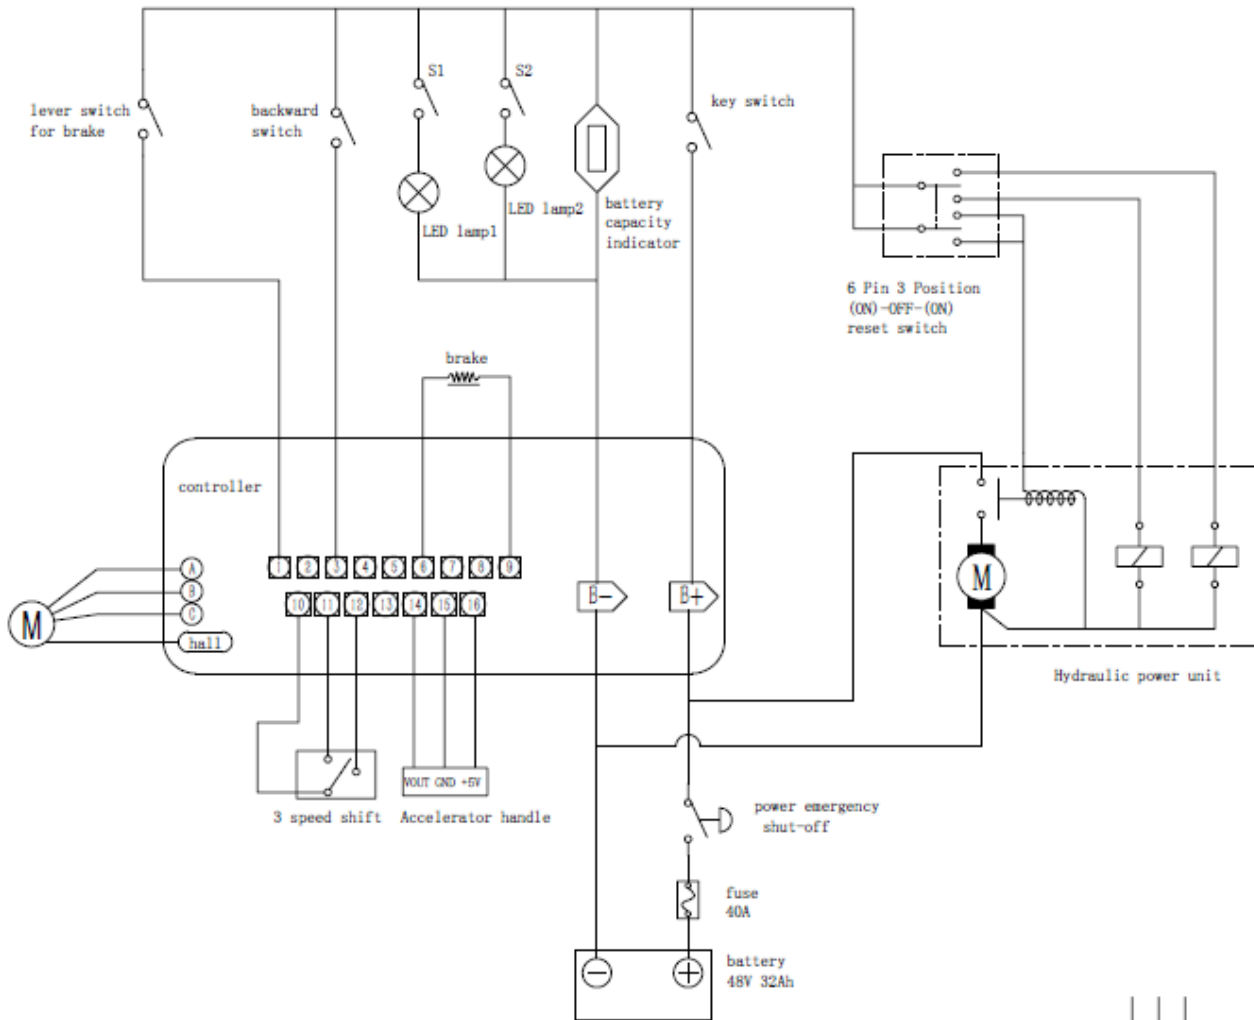 S1
S2
lever switch
for brake
backward
switch
key switch
LED lamp1
LED lamp2
battery
capacity
indicator
6 Pin 3 Position
(ON)-OFF-(ON)
reset switch
brake
controller
1 2 3 4 5 6 7 8 9
10 11 12 13 14 15 16
A
B
C
hall
M
B-
B+
M
Hydraulic power unit
VOUT GND +5V
3 speed shift
Accelerator handle
power emergency
shut-off
fuse
40A
battery
48V 32Ah